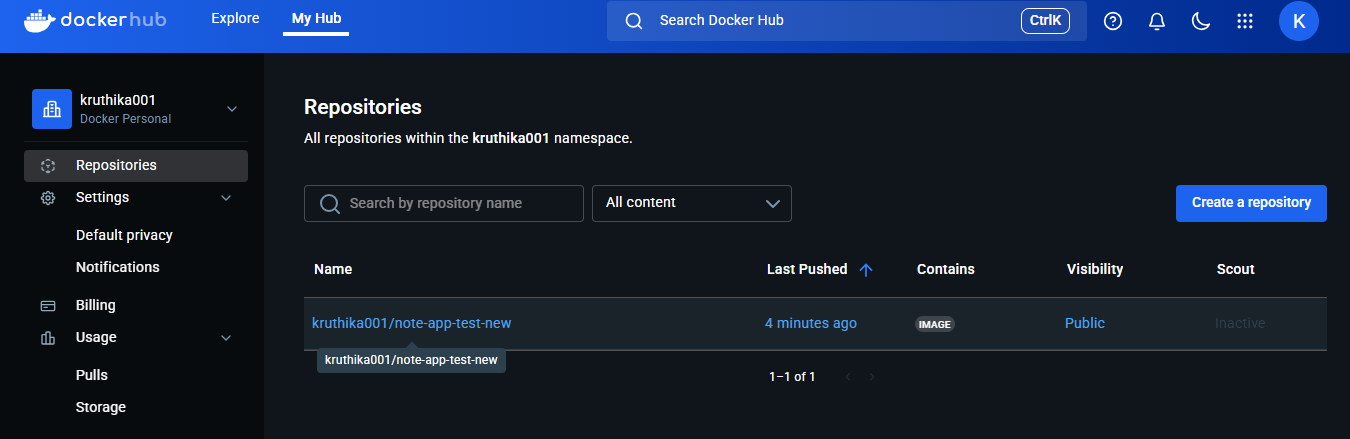 dockerhub
Explore
My Hub
Search Docker Hub
CtrlK
K
kruthika001
Docker Personal
Repositories
Settings
Default privacy
Notifications
Billing
Usage
Pulls
Storage
Repositories
All repositories within the kruthika001 namespace.
Search by repository name
All content
Create a repository
Name Last Pushed Contains Visibility Scout
kruthika001/note-app-test-new 4 minutes ago IMAGE Public Inactive
kruthika001/note-app-test-new
1–1 of 1